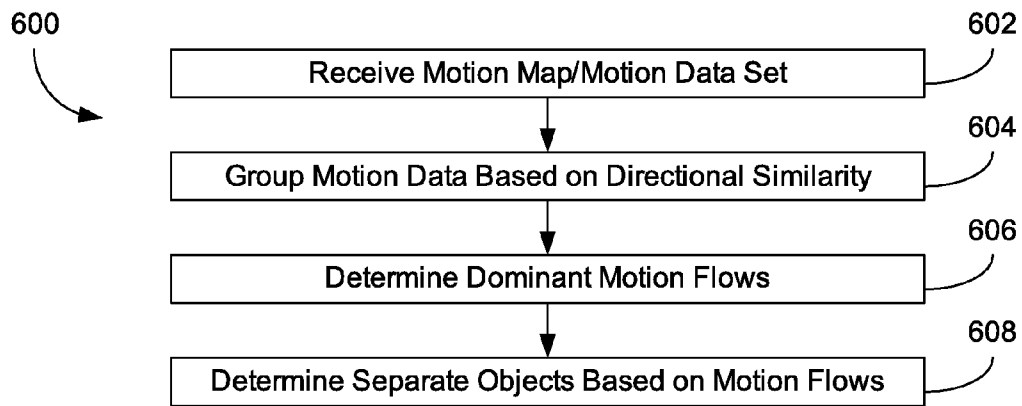 600
602
Receive Motion Map/Motion Data Set
604
Group Motion Data Based on Directional Similarity
606
Determine Dominant Motion Flows
608
Determine Separate Objects Based on Motion Flows